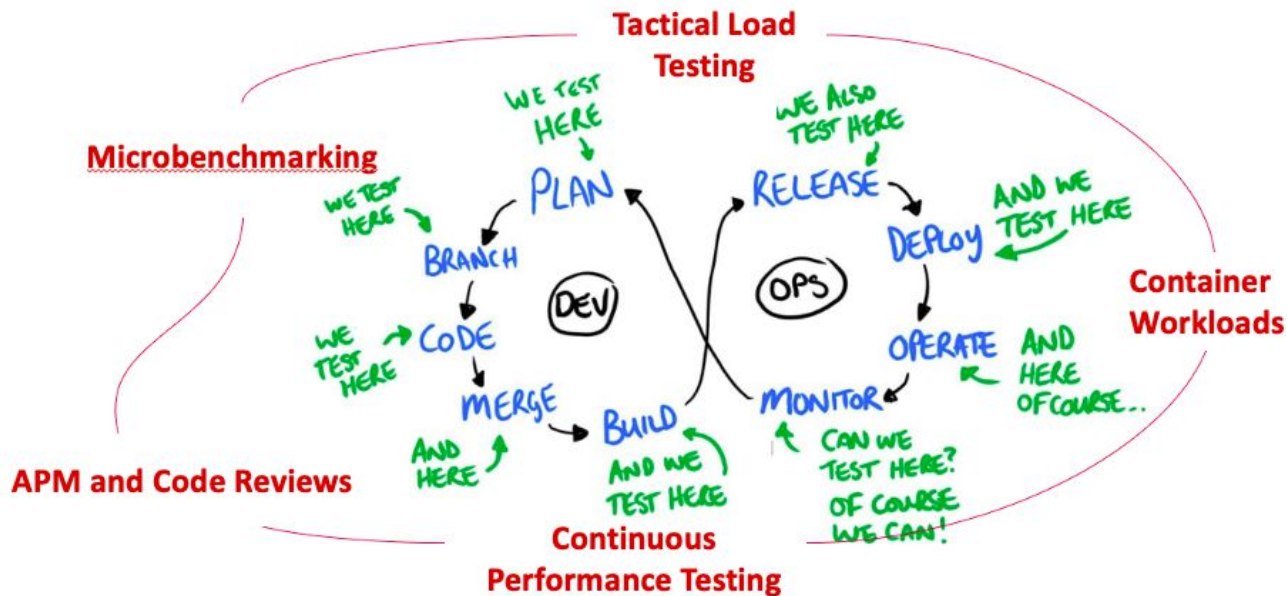 Tactical Load
Testing
WE TEST
HERE
WE ALSO
TEST HERE
Microbenchmarking
PLAN
RELEASE
WE TEST
HERE
AND WE
TEST HERE
BRANCH
DEPLOY
DEV
OPS
Container
Workloads
WE
TEST
HERE
CODE
OPERATE
AND
HERE
OF COURSE...
MERGE
BUILD
MONITOR
AND
HERE
AND WE
TEST HERE
CAN WE
TEST HERE?
OF COURSE
WE CAN!
APM and Code Reviews
Continuous
Performance Testing